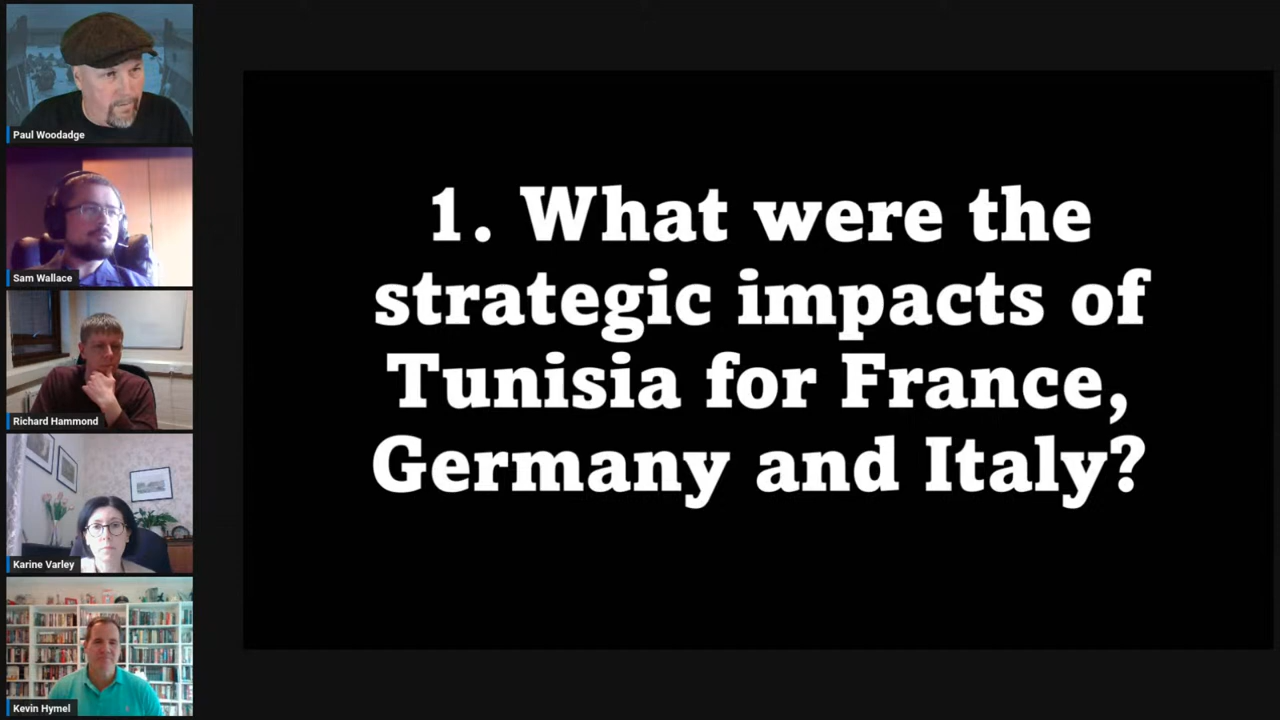 Paul Woodadge
Sam Wallace
Richard Hammond
Karine Varley
Kevin Hymel
1. What were the
strategic impacts of
Tunisia for France,
Germany and Italy?